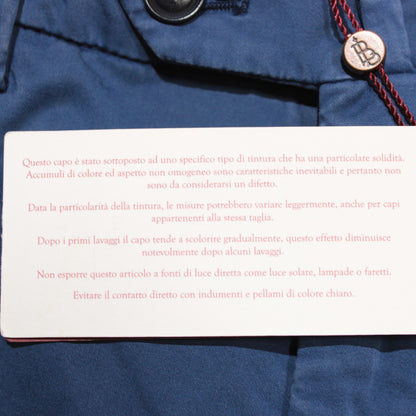 Questo capo è stato sottoposto ad uno specifico tipo di tintura che ha una particolare solidità.
Accumuli di colore ed aspetto non omogeneo sono caratteristiche inevitabili e pertanto non
sono da considerarsi un difetto.
Data la particolarità della tintura, le misure potrebbero variare leggermente, anche per capi
appartenenti alla stessa taglia.
Dopo i primi lavaggi il capo tende a scolorire gradualmente, questo effetto diminuisce
notevolmente dopo alcuni lavaggi.
Non esporre questo articolo a fonti di luce diretta come luce solare, lampade o faretti.
Evitare il contatto diretto con indumenti e pellami di colore chiaro.